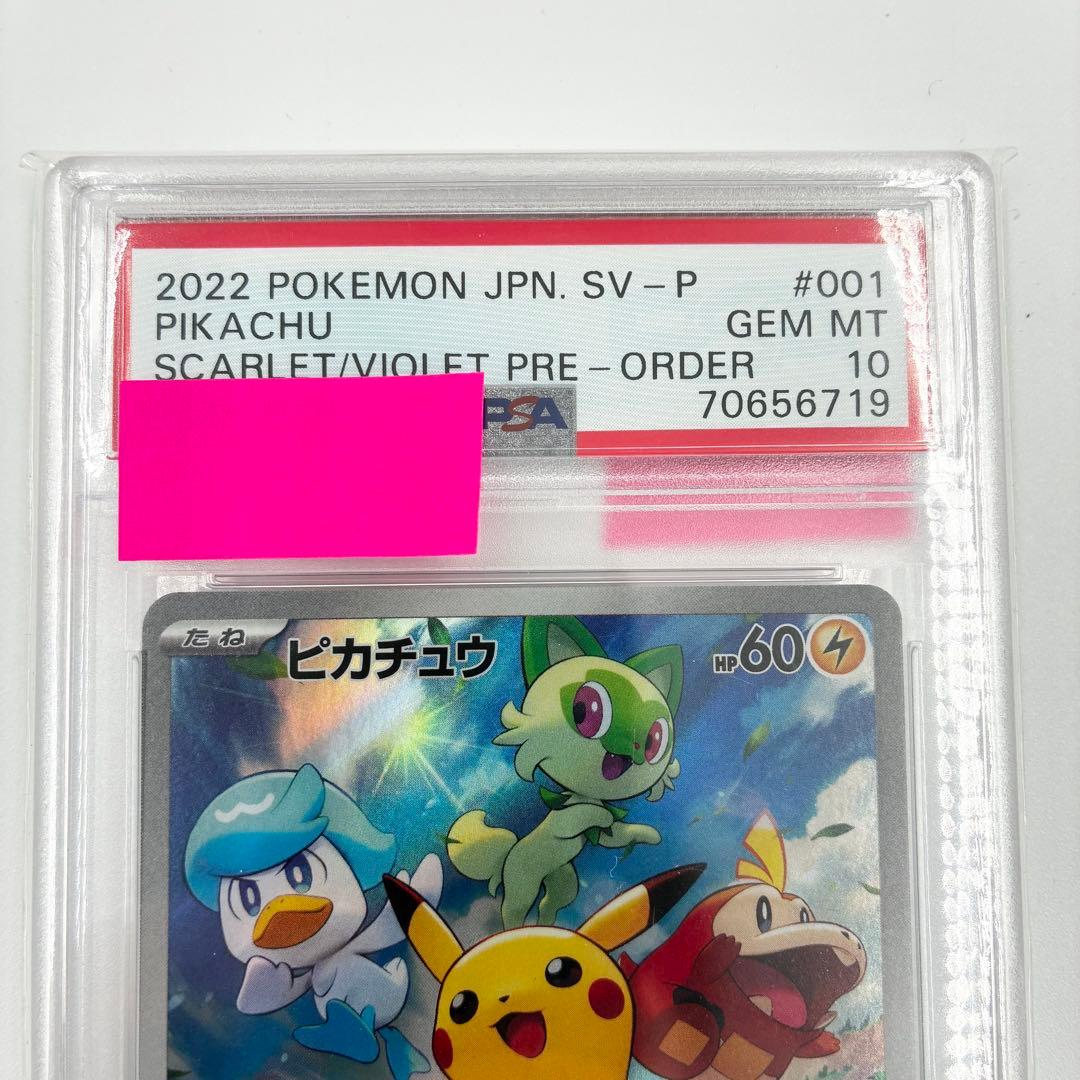 2022 POKEMON JPN. SV-P #001
PIKACHU GEM MT
SCARLET/VIOLET PRE-ORDER 10
PSA 70656719
たね ピカチュウ HP60